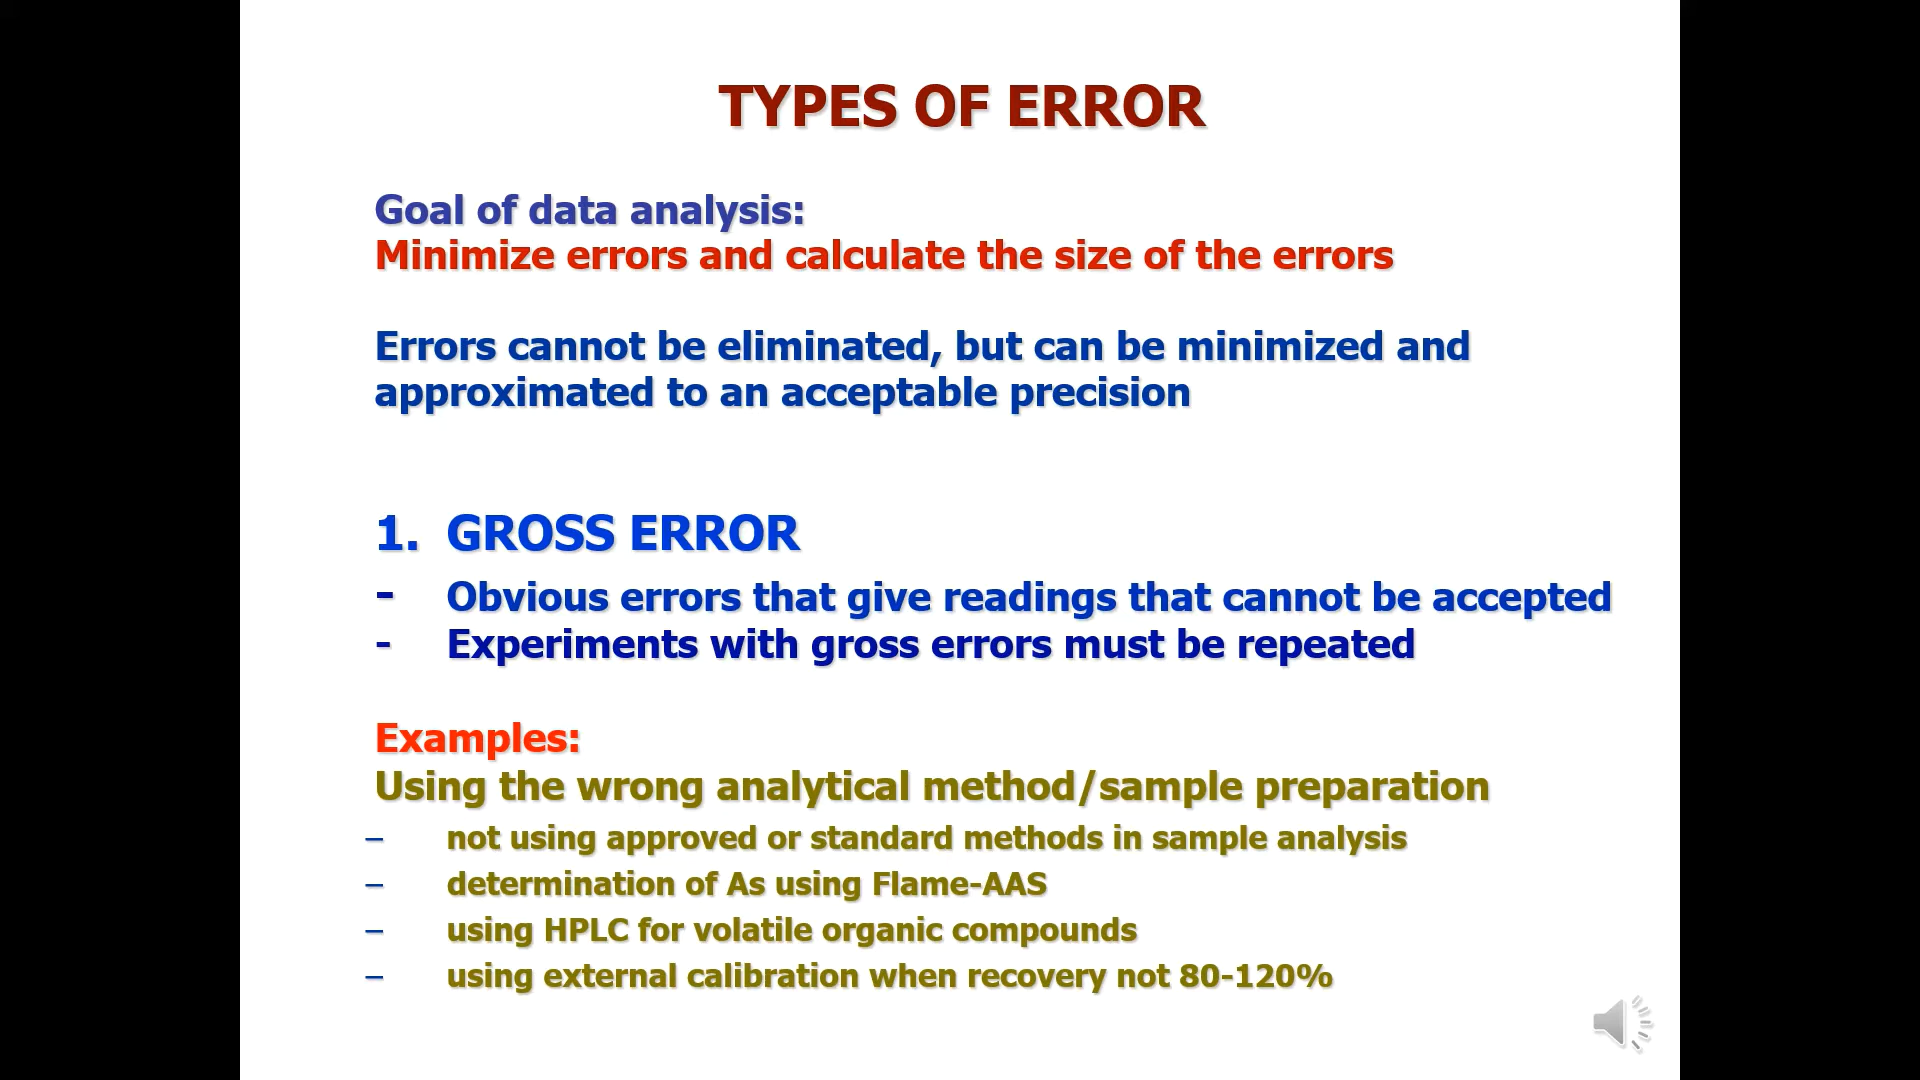 TYPES OF ERROR
Goal of data analysis:
Minimize errors and calculate the size of the errors
Errors cannot be eliminated, but can be minimized and
approximated to an acceptable precision
1. GROSS ERROR
- Obvious errors that give readings that cannot be accepted
- Experiments with gross errors must be repeated
Examples:
Using the wrong analytical method/sample preparation
– not using approved or standard methods in sample analysis
– determination of As using Flame-AAS
– using HPLC for volatile organic compounds
– using external calibration when recovery not 80-120%